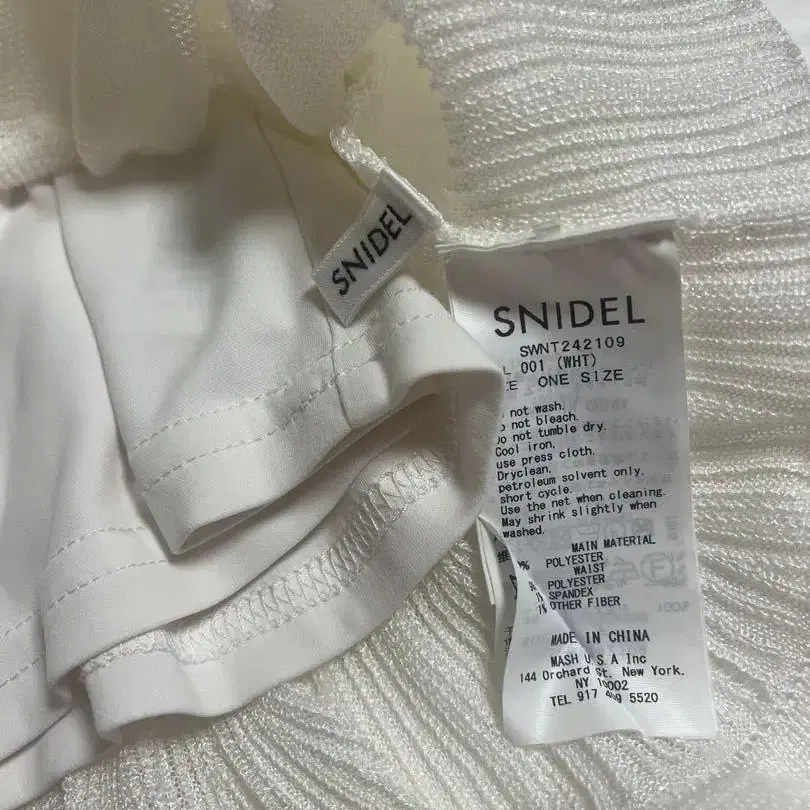 SNIDEL
SNIDEL
SWNT242109
001 (WHT)
ONE SIZE
not wash.
not bleach.
Do not tumble dry.
Cool iron,
use press cloth.
Dryclean,
petroleum solvent only.
short cycle.
Use the net when cleaning.
May shrink slightly when
washed.
MAIN MATERIAL
POLYESTER
WAIST
POLYESTER
SPANDEX
OTHER FIBER
MADE IN CHINA
MASH U.S.A Inc
144 Orchard St. New York.
NY 10002
TEL 917 5520